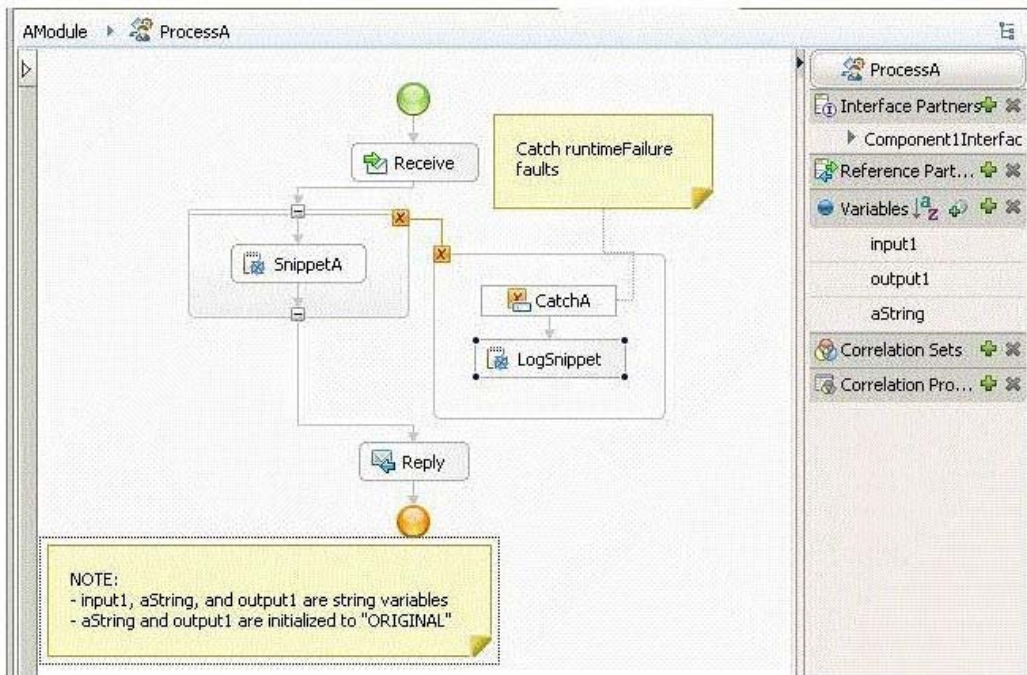 AModule ProcessA
Receive
Catch runtimeFailure
faults
SnippetA
CatchA
LogSnippet
Reply
NOTE:
- input1, aString, and output1 are string variables
- aString and output1 are initialized to "ORIGINAL"
ProcessA
Interface Partners
Component1Interfac
Reference Part...
Variables
input1
output1
aString
Correlation Sets
Correlation Pro...